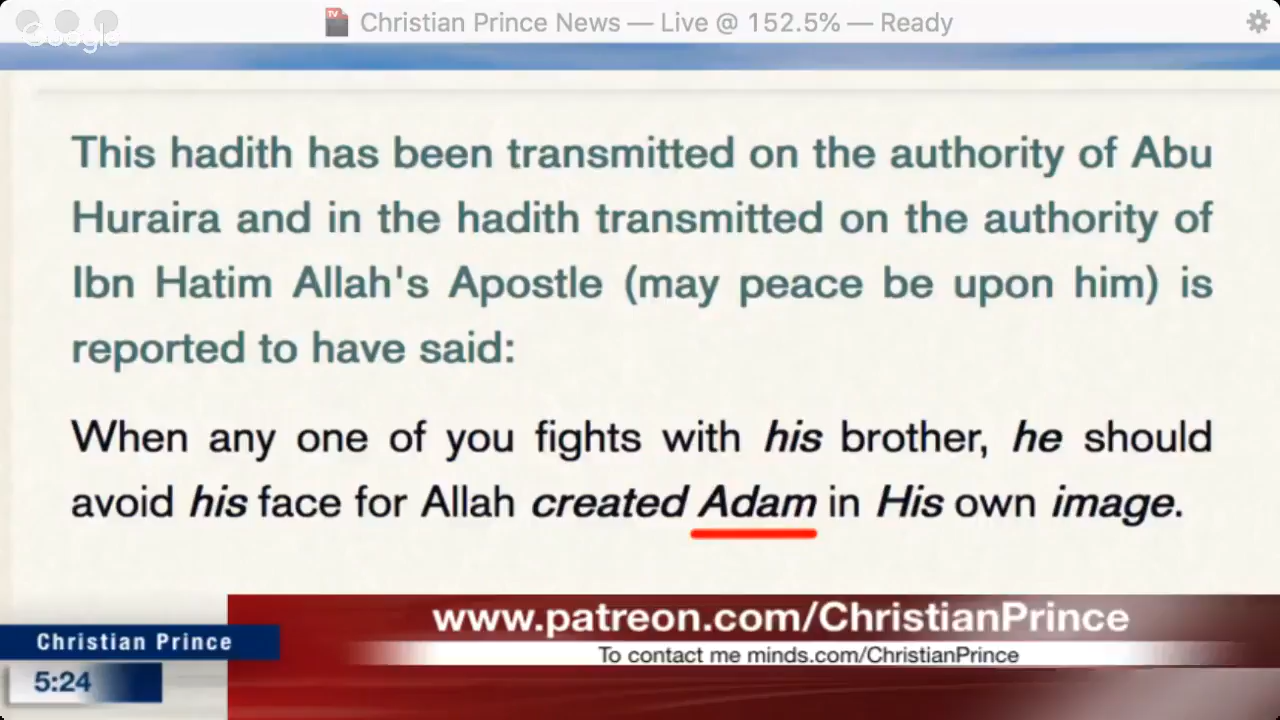 Christian Prince News — Live @ 152.5% — Ready
Google
TV
This hadith has been transmitted on the authority of Abu
Huraira and in the hadith transmitted on the authority of
Ibn Hatim Allah's Apostle (may peace be upon him) is
reported to have said:
When any one of you fights with his brother, he should
avoid his face for Allah created Adam in His own image.
www.patreon.com/ChristianPrince
Christian Prince
To contact me minds.com/ChristianPrince
5:24